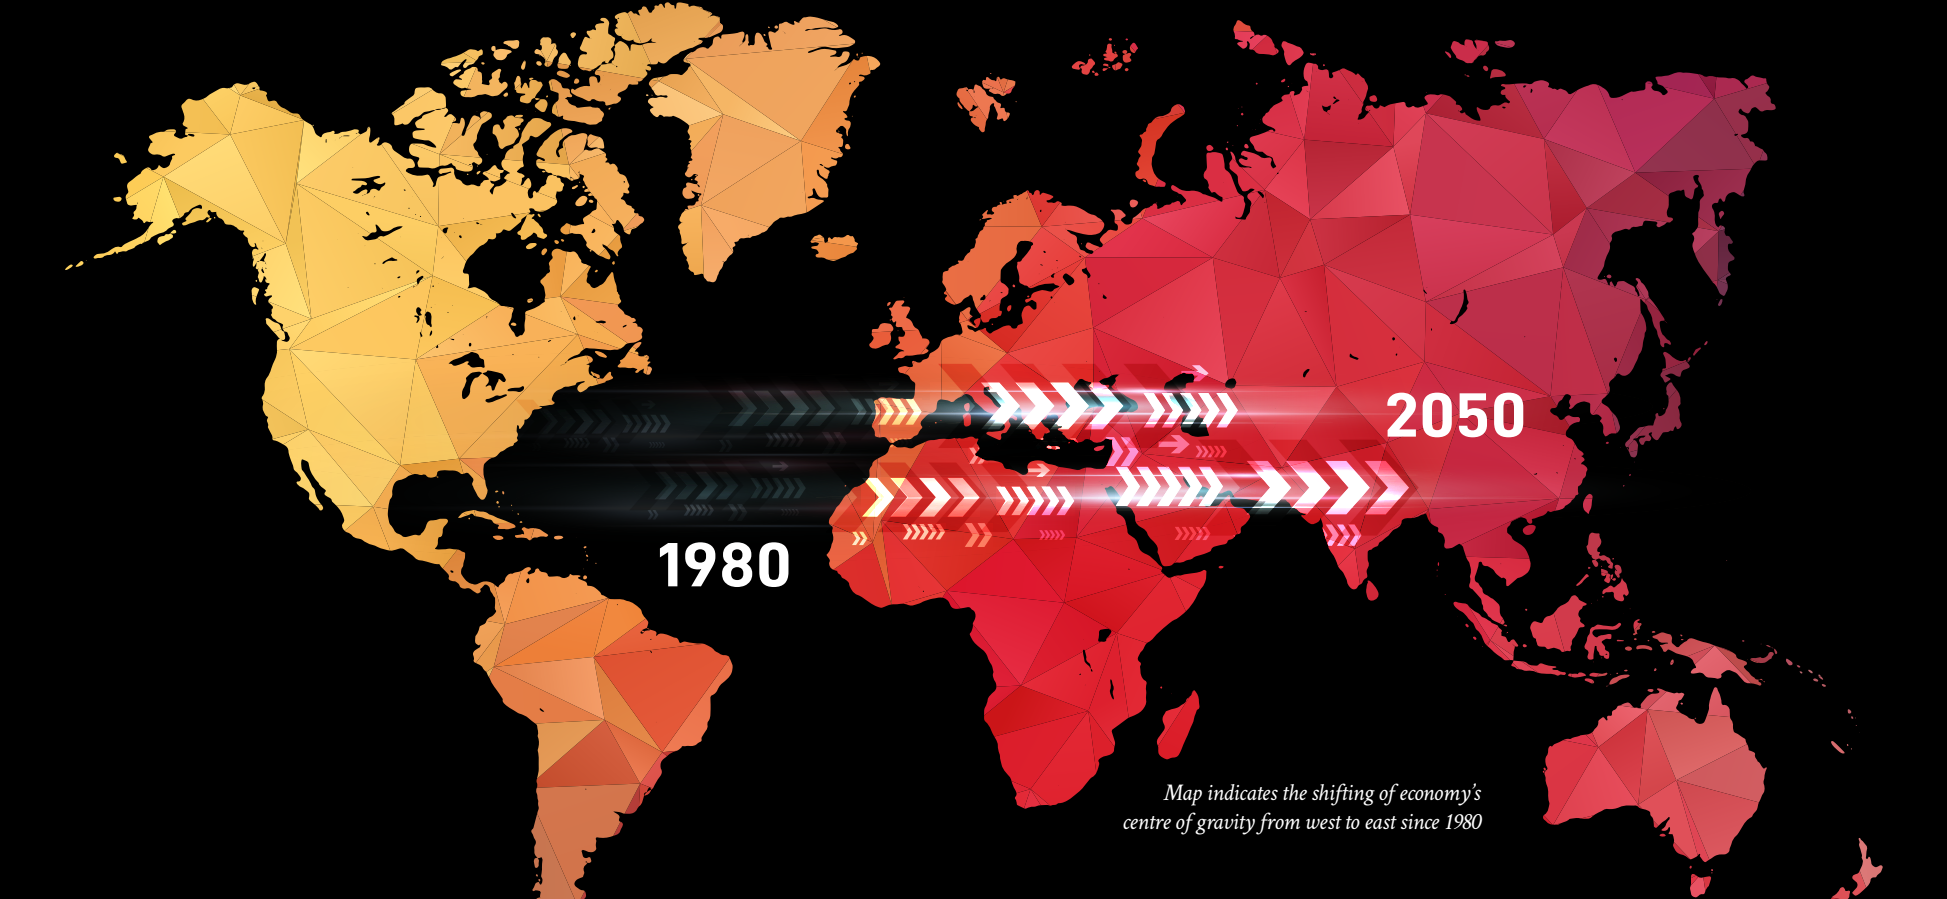 2050
1980
Map indicates the shifting of economy's
centre of gravity from west to east since 1980